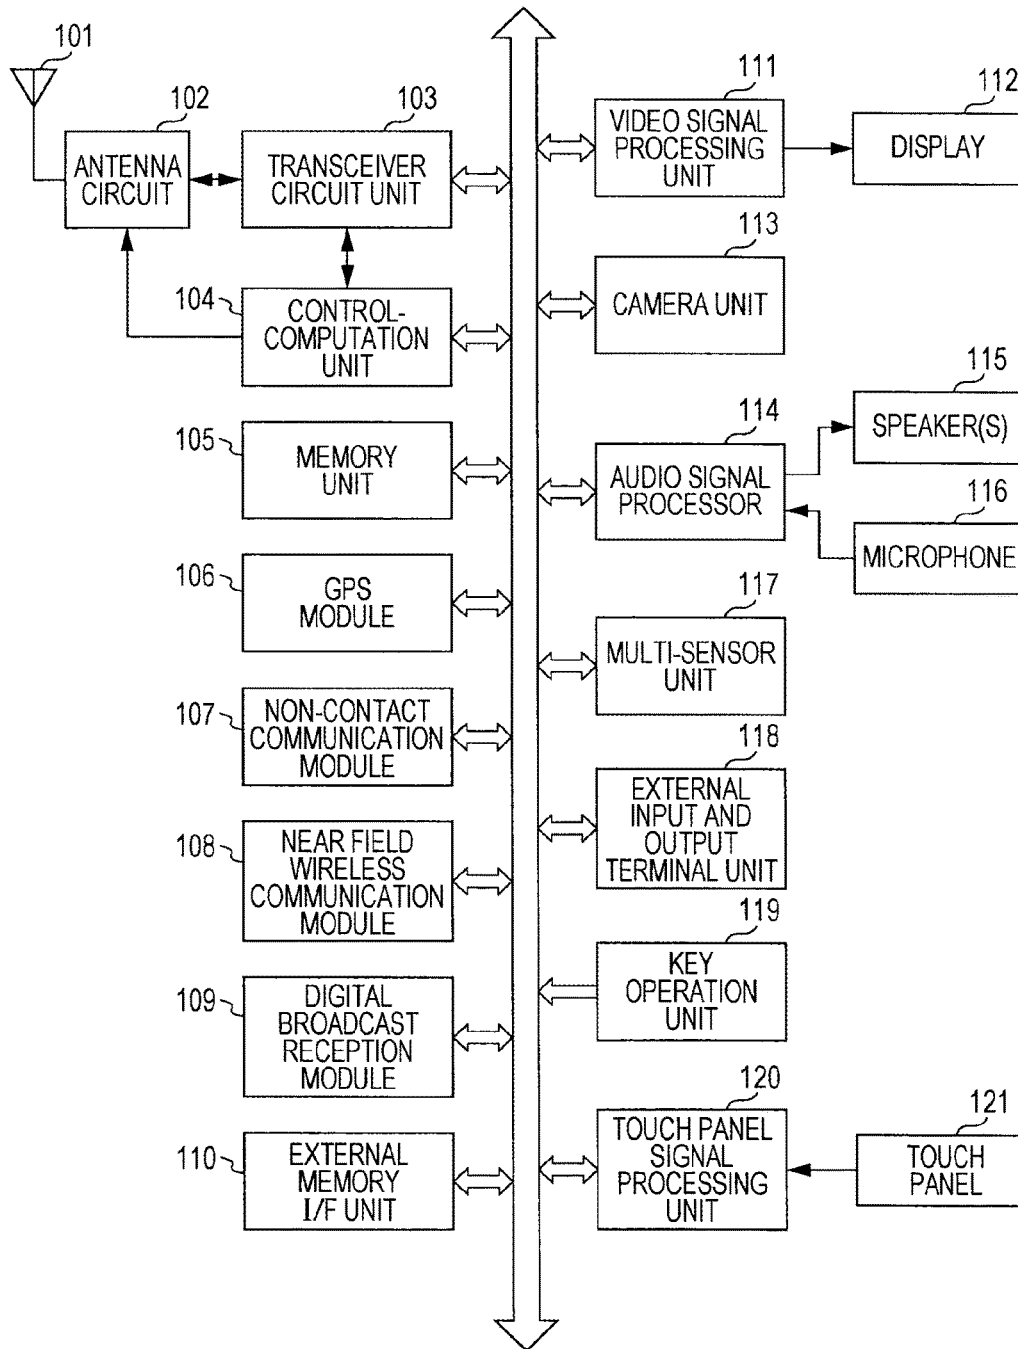 101
102
ANTENNA
CIRCUIT
103
TRANSCEIVER
CIRCUIT UNIT
104
CONTROL-
COMPUTATION
UNIT
105
MEMORY
UNIT
106
GPS
MODULE
107
NON-CONTACT
COMMUNICATION
MODULE
108
NEAR FIELD
WIRELESS
COMMUNICATION
MODULE
109
DIGITAL
BROADCAST
RECEPTION
MODULE
110
EXTERNAL
MEMORY
I/F UNIT
111
VIDEO SIGNAL
PROCESSING
UNIT
112
DISPLAY
113
CAMERA UNIT
114
AUDIO SIGNAL
PROCESSOR
115
SPEAKER(S)
116
MICROPHONE
117
MULTI-SENSOR
UNIT
118
EXTERNAL
INPUT AND
OUTPUT
TERMINAL UNIT
119
KEY
OPERATION
UNIT
120
TOUCH PANEL
SIGNAL
PROCESSING
UNIT
121
TOUCH
PANEL